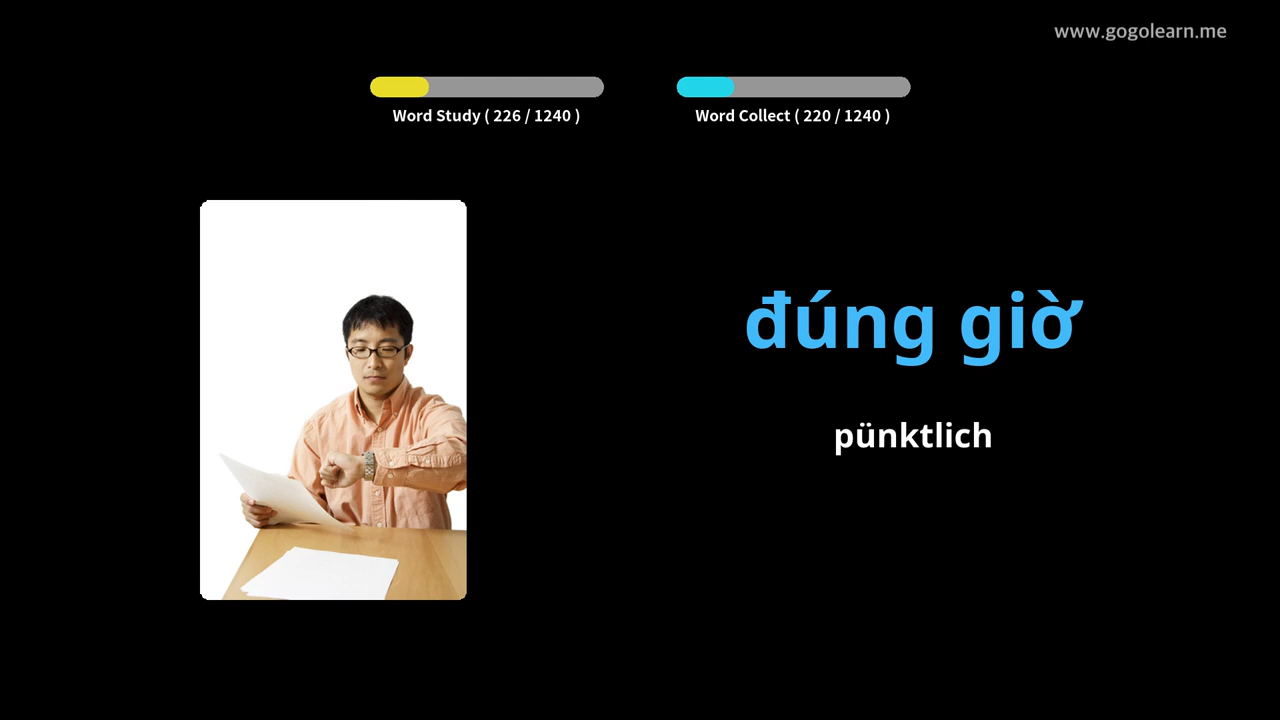 www.gogolearn.me
Word Study ( 226 / 1240 )
Word Collect ( 220 / 1240 )
đúng giờ
pünktlich